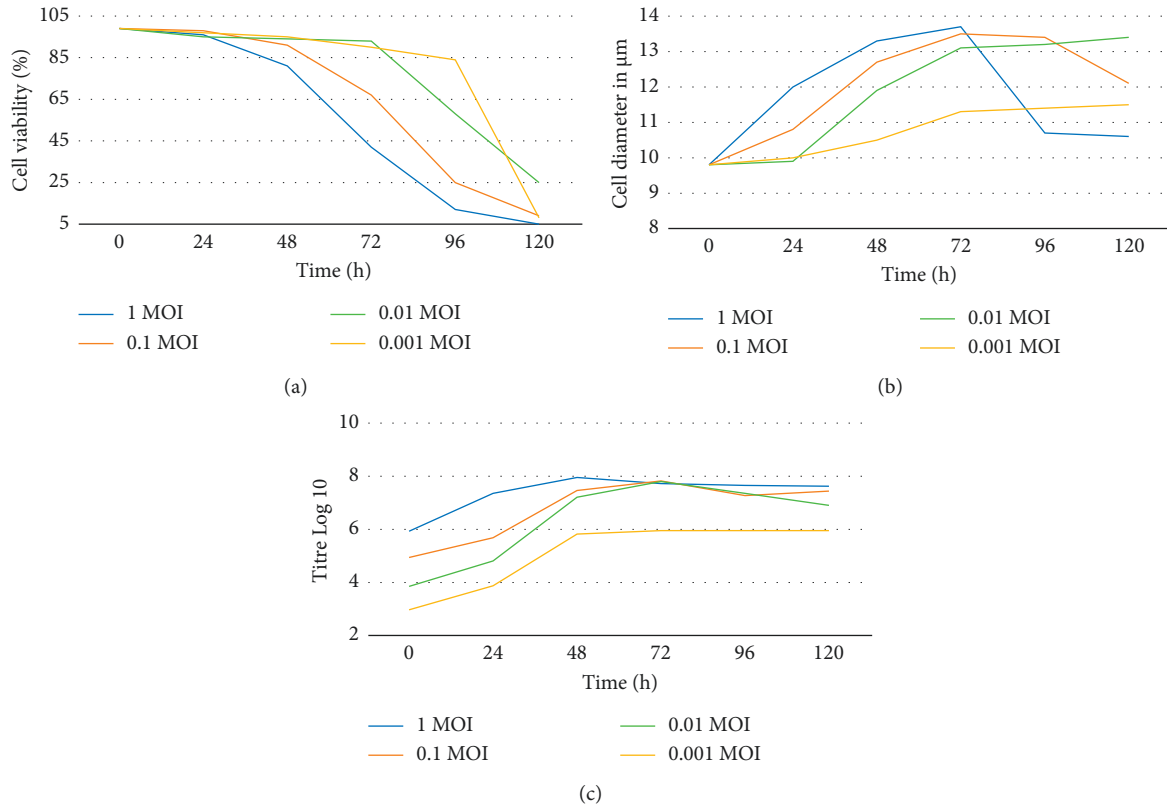 105
85
65
45
25
5
Cell viability (%)
0 24 48 72 96 120
Time (h)
1 MOI 0.01 MOI
0.1 MOI 0.001 MOI
(a)
14
13
12
11
10
9
8
Cell diameter in μm
0 24 48 72 96 120
Time (h)
1 MOI 0.01 MOI
0.1 MOI 0.001 MOI
(b)
10
8
6
4
2
Titre Log 10
0 24 48 72 96 120
Time (h)
1 MOI 0.01 MOI
0.1 MOI 0.001 MOI
(c)